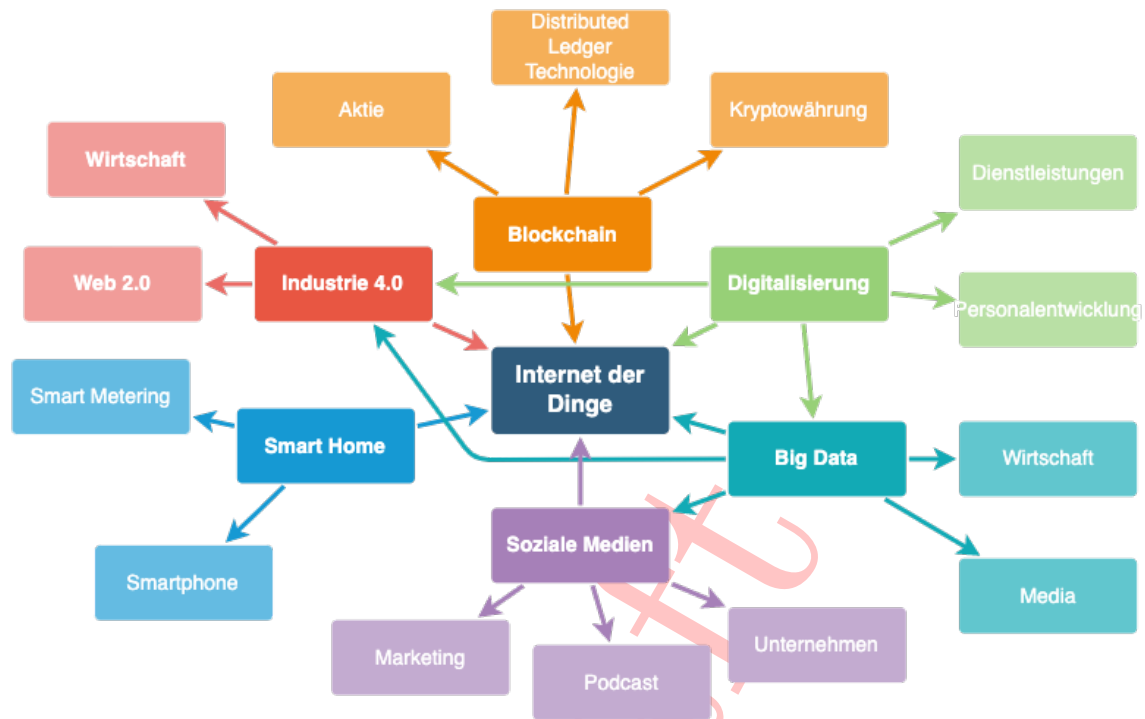 Distributed
Ledger
Technologie
Aktie
Kryptowährung
Wirtschaft
Dienstleistungen
Blockchain
Web 2.0
Industrie 4.0
Digitalisierung
Personalentwicklung
Internet der
Dinge
Smart Metering
Smart Home
Big Data
Wirtschaft
Soziale Medien
Smartphone
Media
Marketing
Podcast
Unternehmen